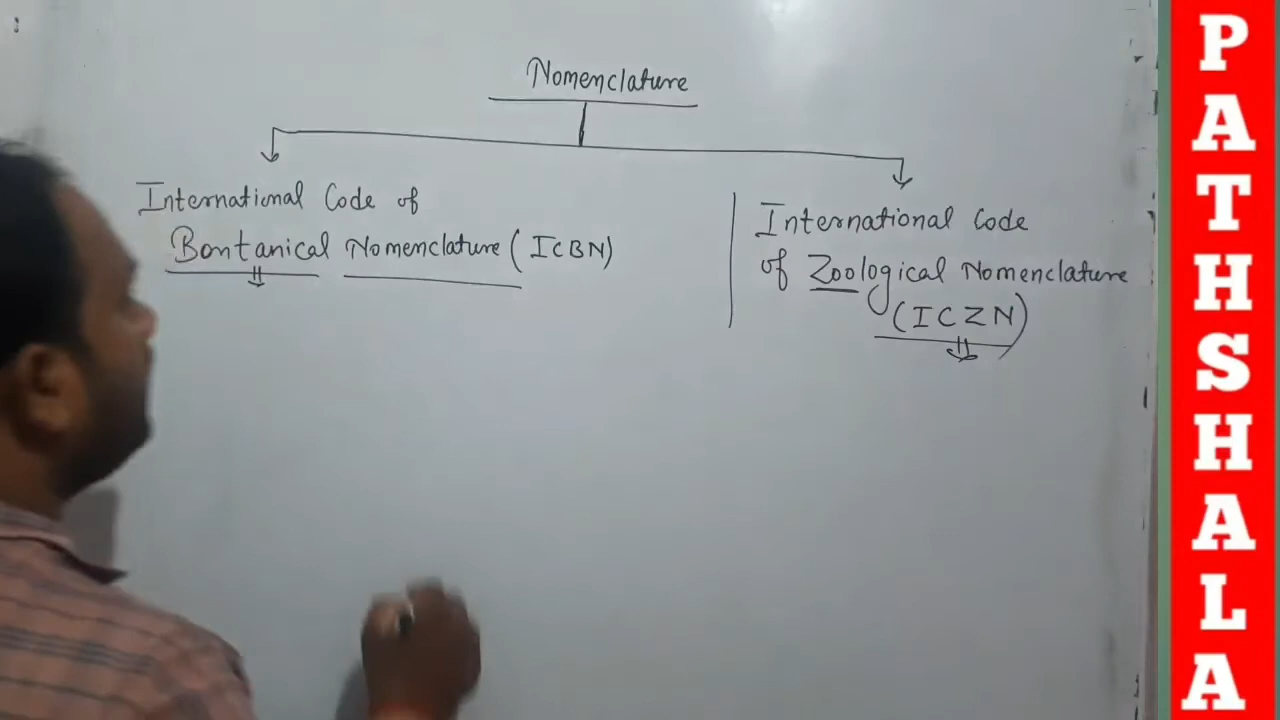 Nomenclature
International Code of
Bontanical Nomenclature (ICBN)
International Code
of Zoological Nomenclature
(ICZN)
PATHSHALA